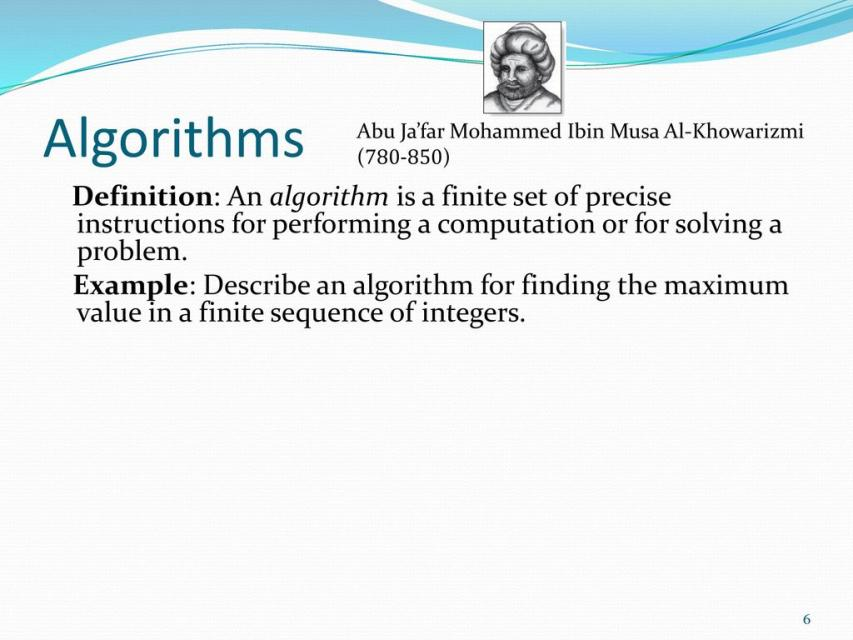 Algorithms
Abu Ja’far Mohammed Ibin Musa Al-Khowarizmi
(780-850)
Definition: An algorithm is a finite set of precise
instructions for performing a computation or for solving a
problem.
Example: Describe an algorithm for finding the maximum
value in a finite sequence of integers.
6